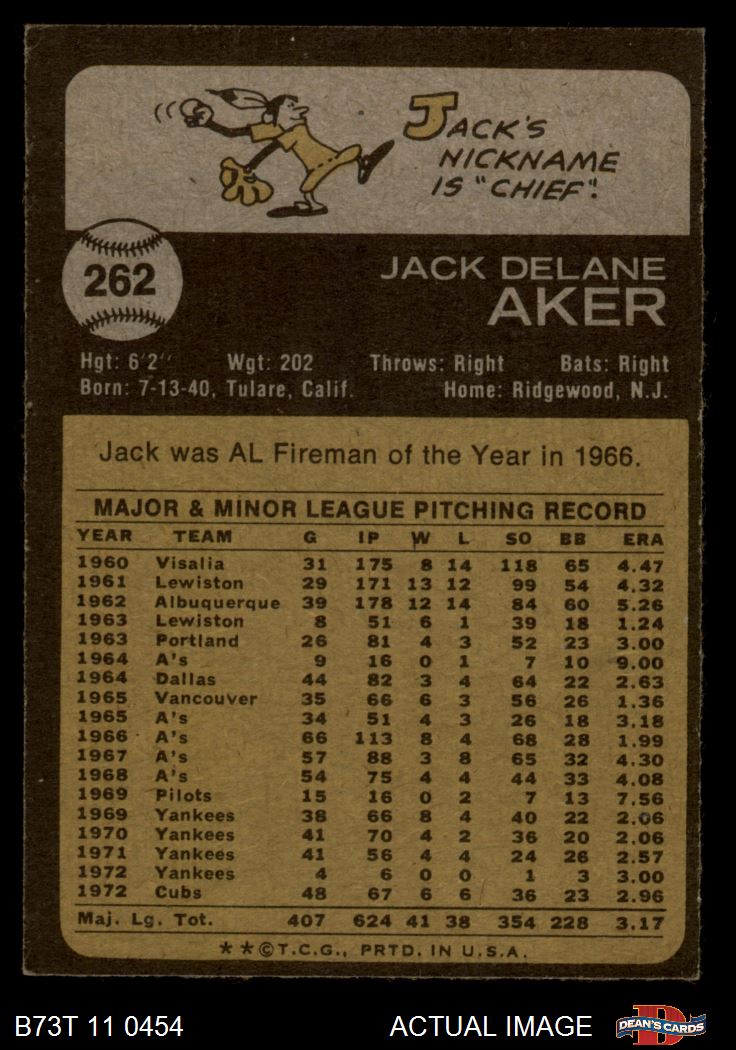 JACK'S
NICKNAME
IS "CHIEF".
262
JACK DELANE
AKER
Hgt: 6'2" Wgt: 202 Throws: Right Bats: Right
Born: 7-13-40, Tulare, Calif. Home: Ridgewood, N.J.
Jack was AL Fireman of the Year in 1966.
MAJOR & MINOR LEAGUE PITCHING RECORD
YEAR TEAM G IP W L SO BB ERA
1960 Visalia 31 175 8 14 118 65 4.47
1961 Lewiston 29 171 13 12 99 54 4.32
1962 Albuquerque 39 178 12 14 84 60 5.26
1963 Lewiston 8 51 6 1 39 18 1.24
1963 Portland 26 81 4 3 52 23 3.00
1964 A's 9 16 0 1 7 10 9.00
1964 Dallas 44 82 3 4 64 22 2.63
1965 Vancouver 35 66 6 3 56 26 1.36
1965 A's 34 51 4 3 26 18 3.18
1966 A's 66 113 8 4 68 28 1.99
1967 A's 57 88 3 8 65 32 4.30
1968 A's 54 75 4 4 44 33 4.08
1969 Pilots 15 16 0 2 7 13 7.56
1969 Yankees 38 66 8 4 40 22 2.06
1970 Yankees 41 70 4 2 36 20 2.06
1971 Yankees 41 56 4 4 24 26 2.57
1972 Yankees 4 6 0 0 1 3 3.00
1972 Cubs 48 67 6 6 36 23 2.96
Maj. Lg. Tot. 407 624 41 38 354 228 3.17
**©T.C.G., PRTD. IN U.S.A.
B73T 11 0454 ACTUAL IMAGE DEAN'S CARDS